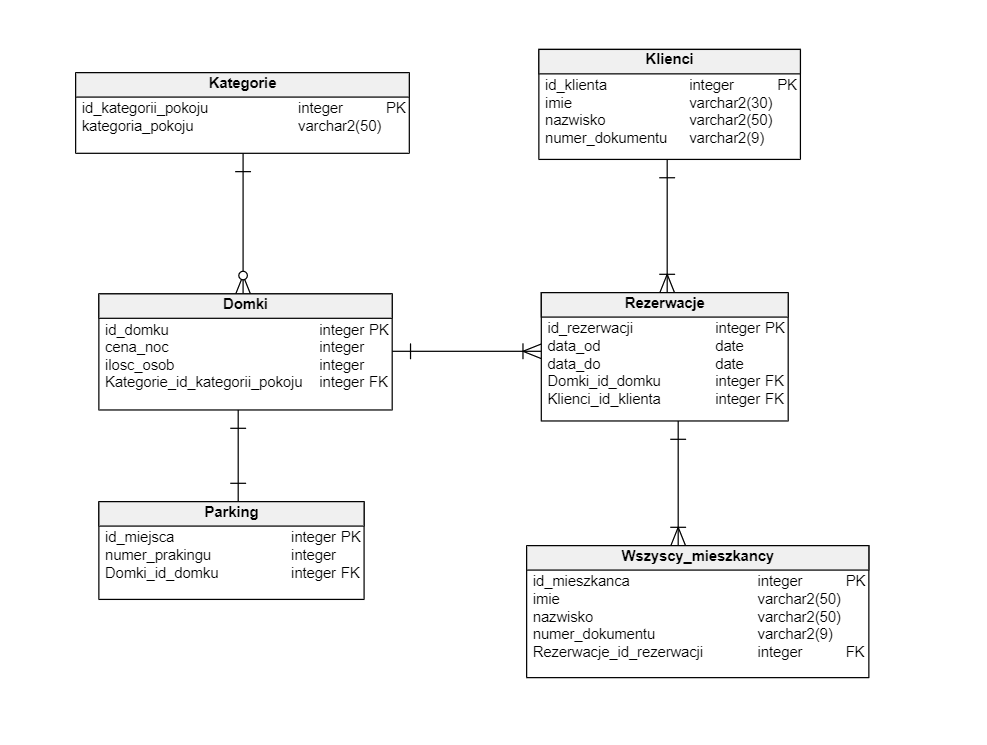 Kategorie
id_kategorii_pokoju integer PK
kategoria_pokoju varchar2(50)
Klienci
id_klienta integer PK
imie varchar2(30)
nazwisko varchar2(50)
numer_dokumentu varchar2(9)
Domki
id_domku integer PK
cena_noc integer
ilosc_osob integer
Kategorie_id_kategorii_pokoju integer FK
Rezerwacje
id_rezerwacji integer PK
data_od date
data_do date
Domki_id_domku integer FK
Klienci_id_klienta integer FK
Parking
id_miejsca integer PK
numer_prakingu integer
Domki_id_domku integer FK
Wszyscy_mieszkancy
id_mieszkanca integer PK
imie varchar2(50)
nazwisko varchar2(50)
numer_dokumentu varchar2(9)
Rezerwacje_id_rezerwacji integer FK